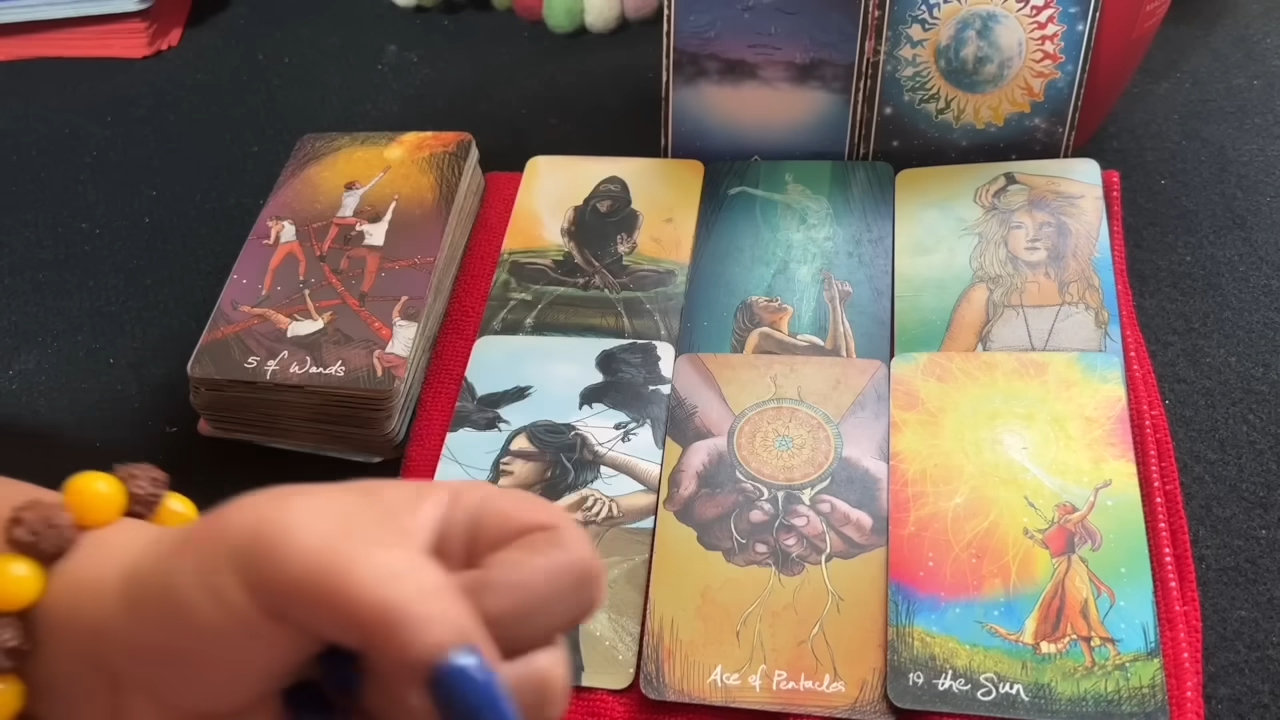 5 of Wands
Ace of Pentacles
19. the Sun